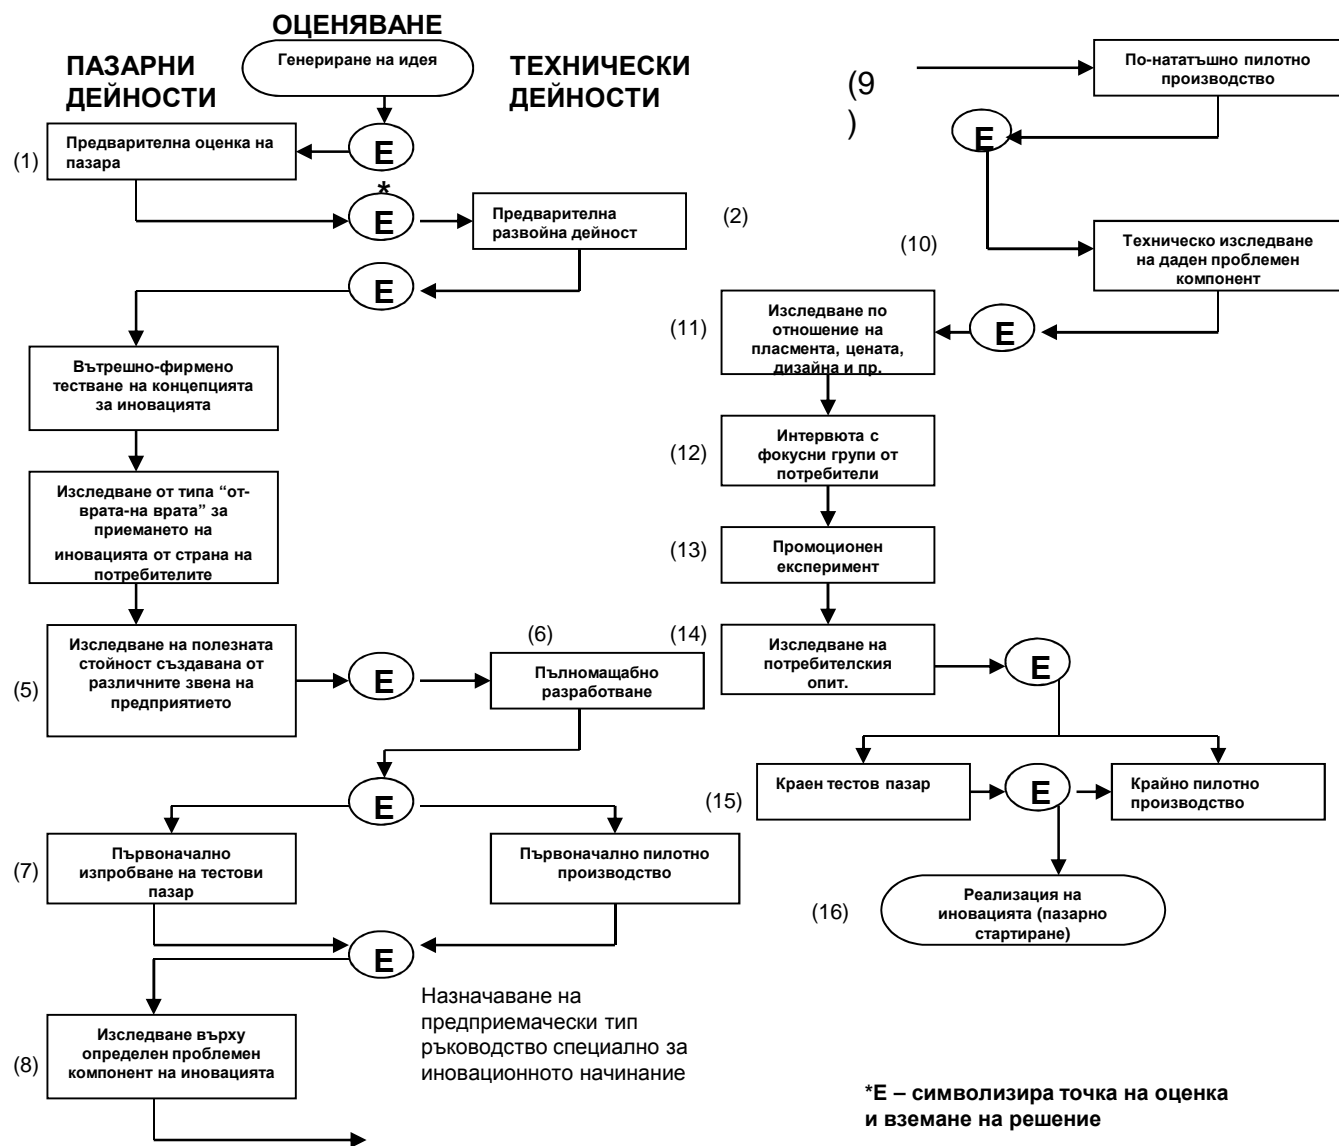 ОЦЕНЯВАНЕ
ПАЗАРНИ
ДЕЙНОСТИ
Генериране на идея
ТЕХНИЧЕСКИ
ДЕЙНОСТИ
E
*
(1)
Предварителна оценка на
пазара
E
Предварителна
развойна дейност
(2)
E
Вътрешно-фирмено
тестване на концепцията
за иновацията
Изследване от типа “от-
врата-на врата” за
приемането на
иновацията от страна на
потребителите
(5)
Изследване на полезната
стойност създавана от
различните звена на
предприятието
E
(6)
Пълномащабно
разработване
E
(7)
Първоначално
изпробване на тестови
пазар
Първоначално пилотно
производство
E
(8)
Изследване върху
определен проблемен
компонент на иновацията
Назначаване на
предприемачески тип
ръководство специално за
иновационното начинание
(9
)
По-нататъшно пилотно
производство
E
(10)
Техническо изследване
на даден проблемен
компонент
E
(11)
Изследване по
отношение на
пласмента, цената,
дизайна и пр.
(12)
Интервюта с
фокусни групи от
потребители
(13)
Промоционен
експеримент
(14)
Изследване на
потребителския
опит.
E
(15)
Краен тестов пазар
E
Крайно пилотно
производство
(16)
Реализация на
иновацията (пазарно
стартиране)
*Е – символизира точка на оценка
и вземане на решение